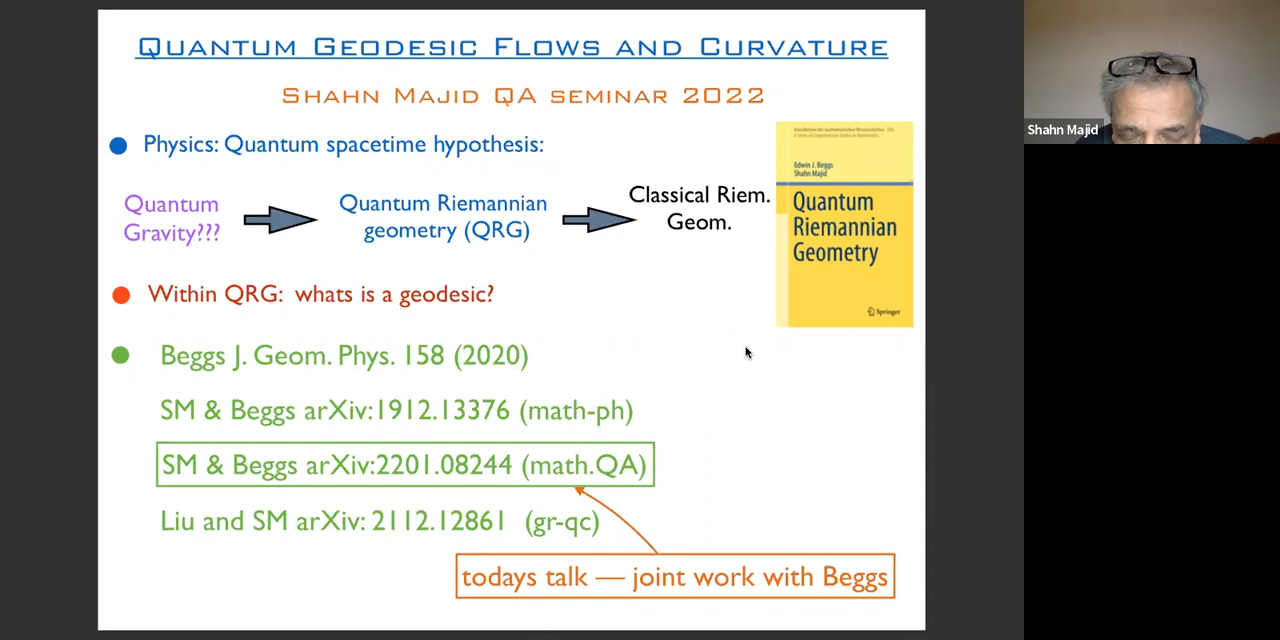 QUANTUM GEODESIC FLOWS AND CURVATURE
SHAHN MAJID QA SEMINAR 2022
Physics: Quantum spacetime hypothesis:
Quantum
Gravity???
Quantum Riemannian
geometry (QRG)
Classical Riem.
Geom.
Edwin J. Beggs
Shahn Majid
Quantum
Riemannian
Geometry
Springer
Within QRG: whats is a geodesic?
Beggs J. Geom. Phys. 158 (2020)
SM & Beggs arXiv:1912.13376 (math-ph)
SM & Beggs arXiv:2201.08244 (math.QA)
Liu and SM arXiv: 2112.12861 (gr-qc)
todays talk — joint work with Beggs
Shahn Majid